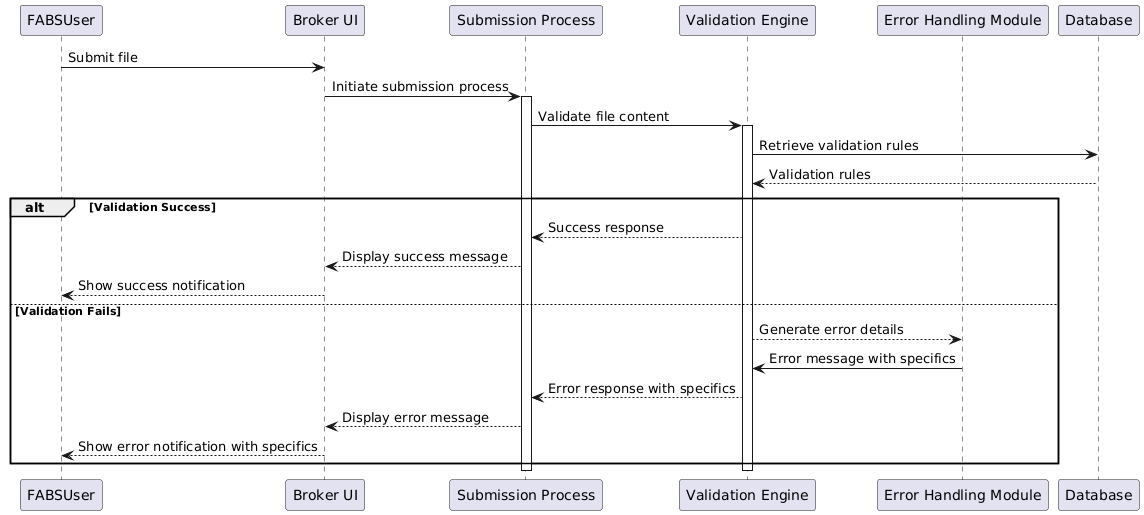 FABSUser Broker UI Submission Process Validation Engine Error Handling Module Database
Submit file
Initiate submission process
Validate file content
Retrieve validation rules
Validation rules
alt [Validation Success]
Success response
Display success message
Show success notification
[Validation Fails]
Generate error details
Error message with specifics
Error response with specifics
Display error message
Show error notification with specifics
FABSUser Broker UI Submission Process Validation Engine Error Handling Module Database